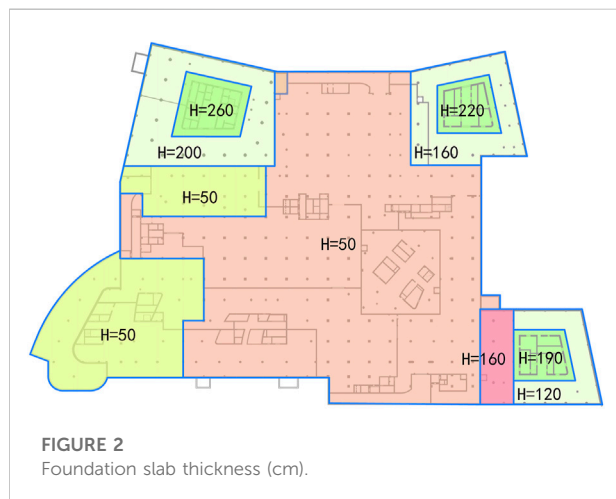 H=260
H=220
H=200
H=160
H=50
H=50
H=50
H=160
H=190
H=120
FIGURE 2
Foundation slab thickness (cm).